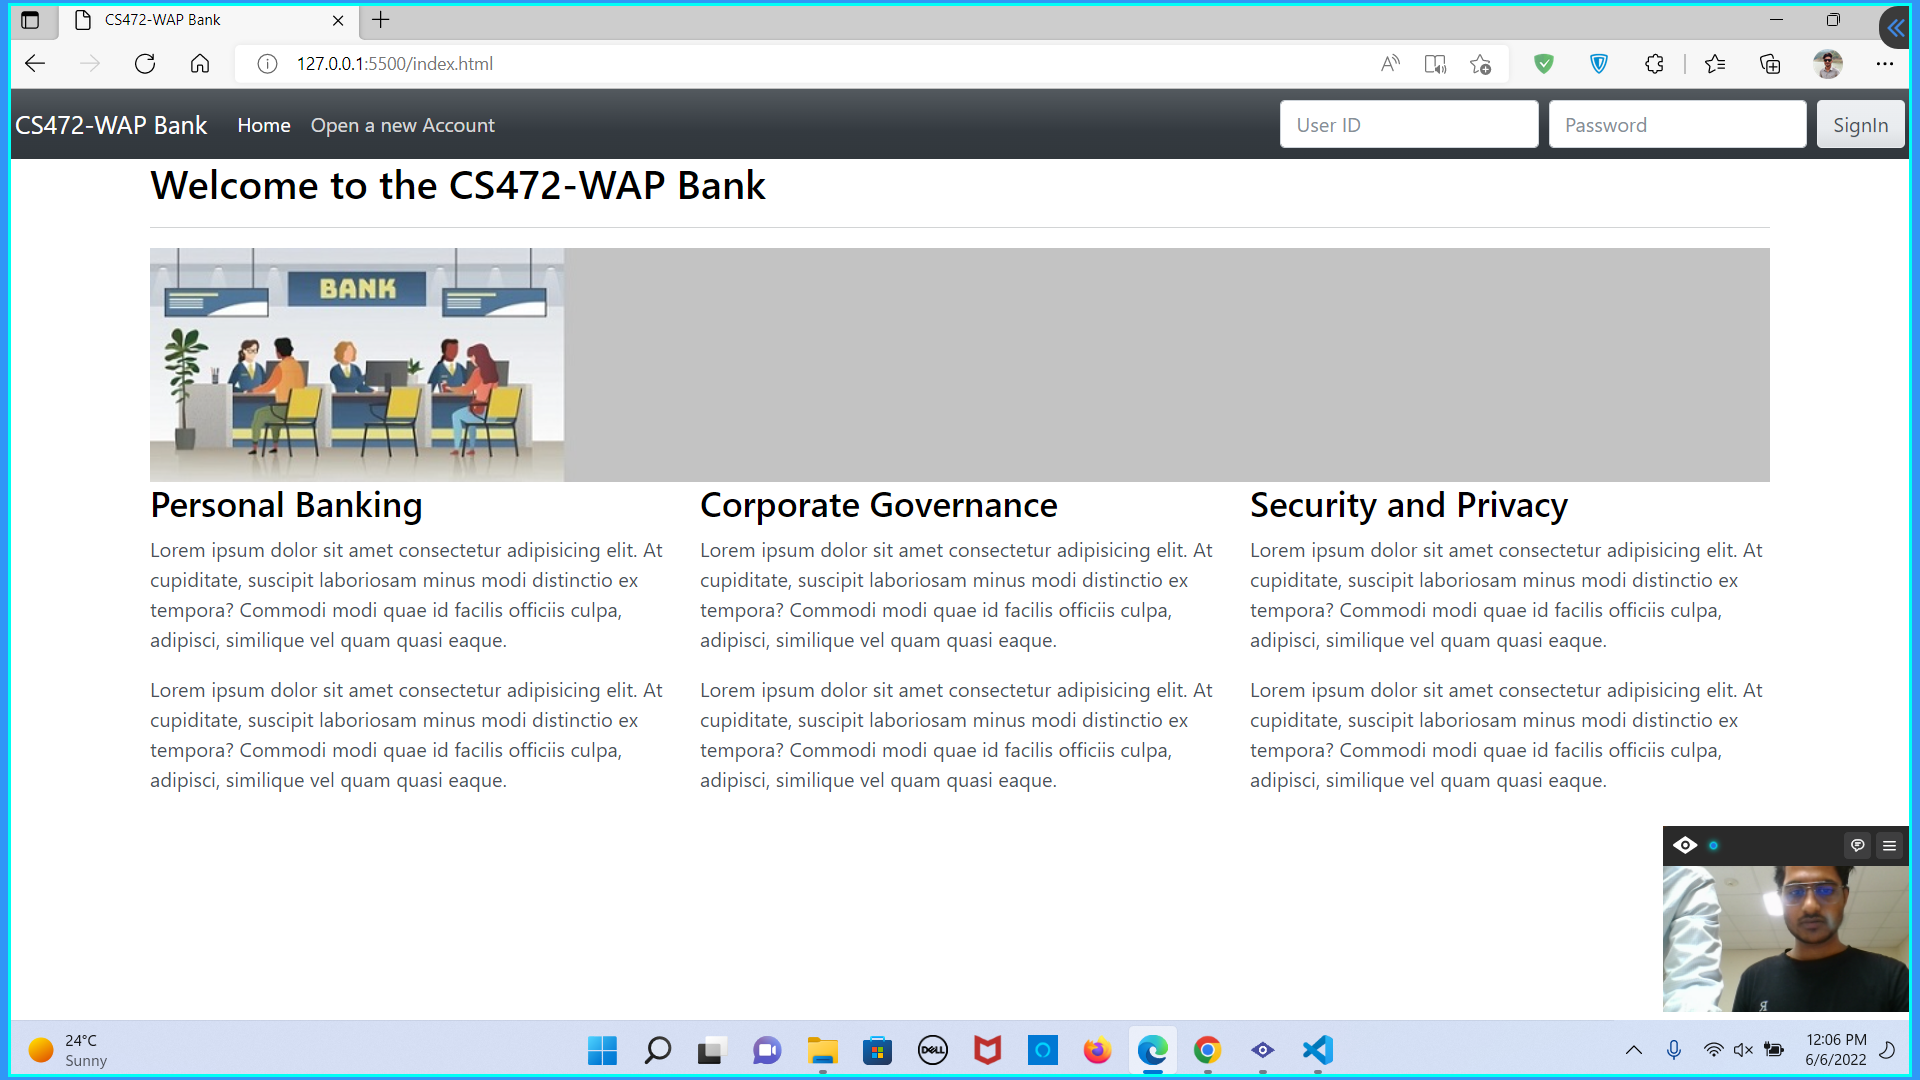 CS472-WAP Bank
127.0.0.1:5500/index.html
CS472-WAP Bank Home Open a new Account User ID Password SignIn
Welcome to the CS472-WAP Bank
BANK
Personal Banking
Lorem ipsum dolor sit amet consectetur adipisicing elit. At
cupiditate, suscipit laboriosam minus modi distinctio ex
tempora? Commodi modi quae id facilis officiis culpa,
adipisci, similique vel quam quasi eaque.
Lorem ipsum dolor sit amet consectetur adipisicing elit. At
cupiditate, suscipit laboriosam minus modi distinctio ex
tempora? Commodi modi quae id facilis officiis culpa,
adipisci, similique vel quam quasi eaque.
Corporate Governance
Lorem ipsum dolor sit amet consectetur adipisicing elit. At
cupiditate, suscipit laboriosam minus modi distinctio ex
tempora? Commodi modi quae id facilis officiis culpa,
adipisci, similique vel quam quasi eaque.
Lorem ipsum dolor sit amet consectetur adipisicing elit. At
cupiditate, suscipit laboriosam minus modi distinctio ex
tempora? Commodi modi quae id facilis officiis culpa,
adipisci, similique vel quam quasi eaque.
Security and Privacy
Lorem ipsum dolor sit amet consectetur adipisicing elit. At
cupiditate, suscipit laboriosam minus modi distinctio ex
tempora? Commodi modi quae id facilis officiis culpa,
adipisci, similique vel quam quasi eaque.
Lorem ipsum dolor sit amet consectetur adipisicing elit. At
cupiditate, suscipit laboriosam minus modi distinctio ex
tempora? Commodi modi quae id facilis officiis culpa,
adipisci, similique vel quam quasi eaque.
24°C
Sunny
DELL
12:06 PM
6/6/2022